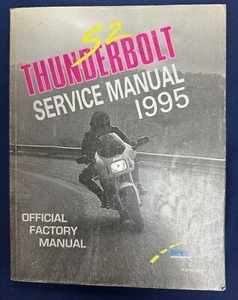 S2
THUNDERBOLT
SERVICE MANUAL
1995
OFFICIAL
FACTORY
MANUAL